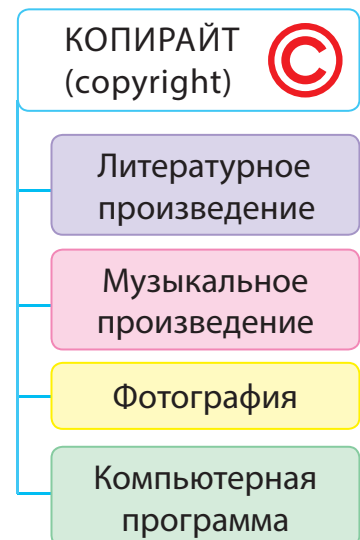 КОПИРАЙТ
(copyright)
©
Литературное
произведение
Музыкальное
произведение
Фотография
Компьютерная
программа